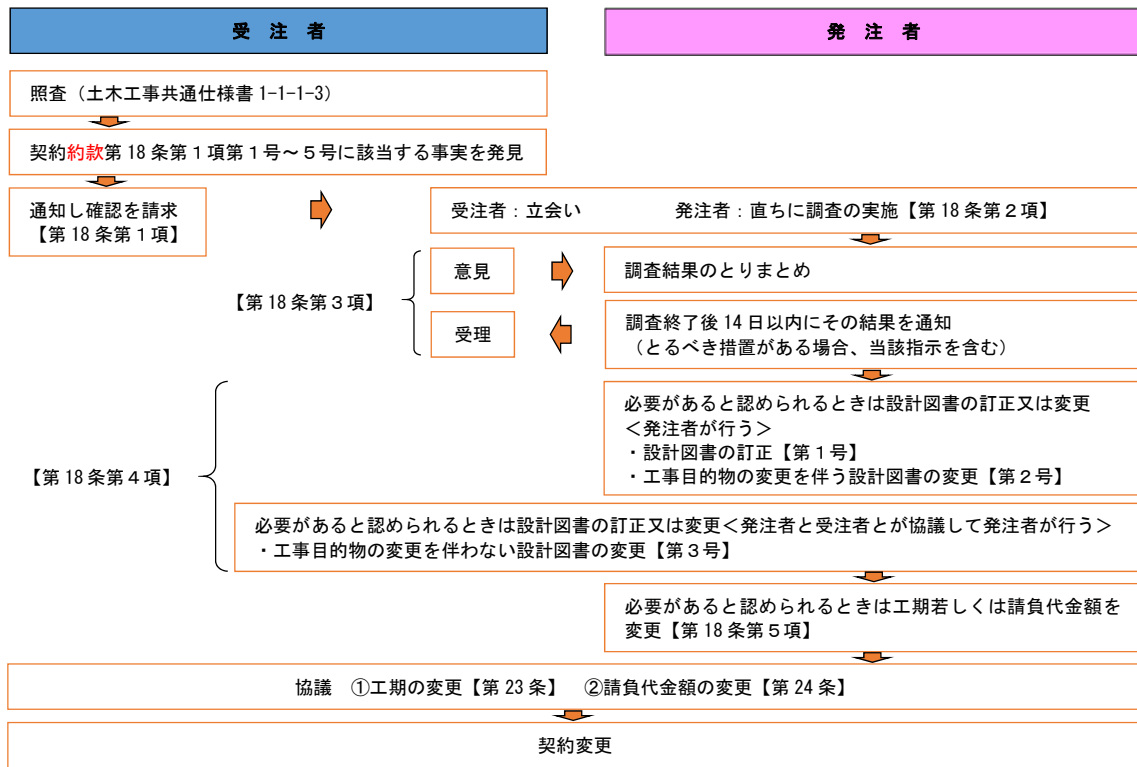 受 注 者
発 注 者
照査（土木工事共通仕様書 1-1-1-3）
契約約款第 18 条第１項第１号～５号に該当する事実を発見
通知し確認を請求
【第 18 条第１項】
受注者：立会い　　　　発注者：直ちに調査の実施【第 18 条第２項】
【第 18 条第３項】
意見
調査結果のとりまとめ
受理
調査終了後 14 日以内にその結果を通知
（とるべき措置がある場合、当該指示を含む）
【第 18 条第４項】
必要があると認められるときは設計図書の訂正又は変更
＜発注者が行う＞
・設計図書の訂正【第１号】
・工事目的物の変更を伴う設計図書の変更【第２号】
必要があると認められるときは設計図書の訂正又は変更＜発注者と受注者とが協議して発注者が行う＞
・工事目的物の変更を伴わない設計図書の変更【第３号】
必要があると認められるときは工期若しくは請負代金額を
変更【第 18 条第５項】
協議　①工期の変更【第 23 条】　②請負代金額の変更【第 24 条】
契約変更